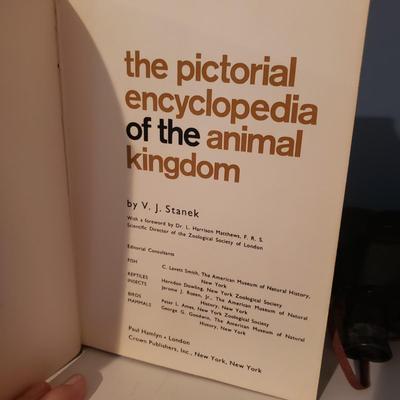 the pictorial
encyclopedia
of the animal
kingdom
by V. J. Stanek
With a foreword by Dr. L. Harrison Matthews, F. R. S.
Scientific Director of the Zoological Society of London
Editorial Consultants
FISH C. Lavett Smith, The American Museum of Natural History,
New York
REPTILES Herndon Dowling, New York Zoological Society
INSECTS Jerome J. Rozen, Jr., The American Museum of Natural
History, New York
BIRDS Peter L. Ames, New York Zoological Society
MAMMALS George G. Goodwin, The American Museum of Natural
History, New York
Paul Hamlyn • London
Crown Publishers, Inc., New York, New York